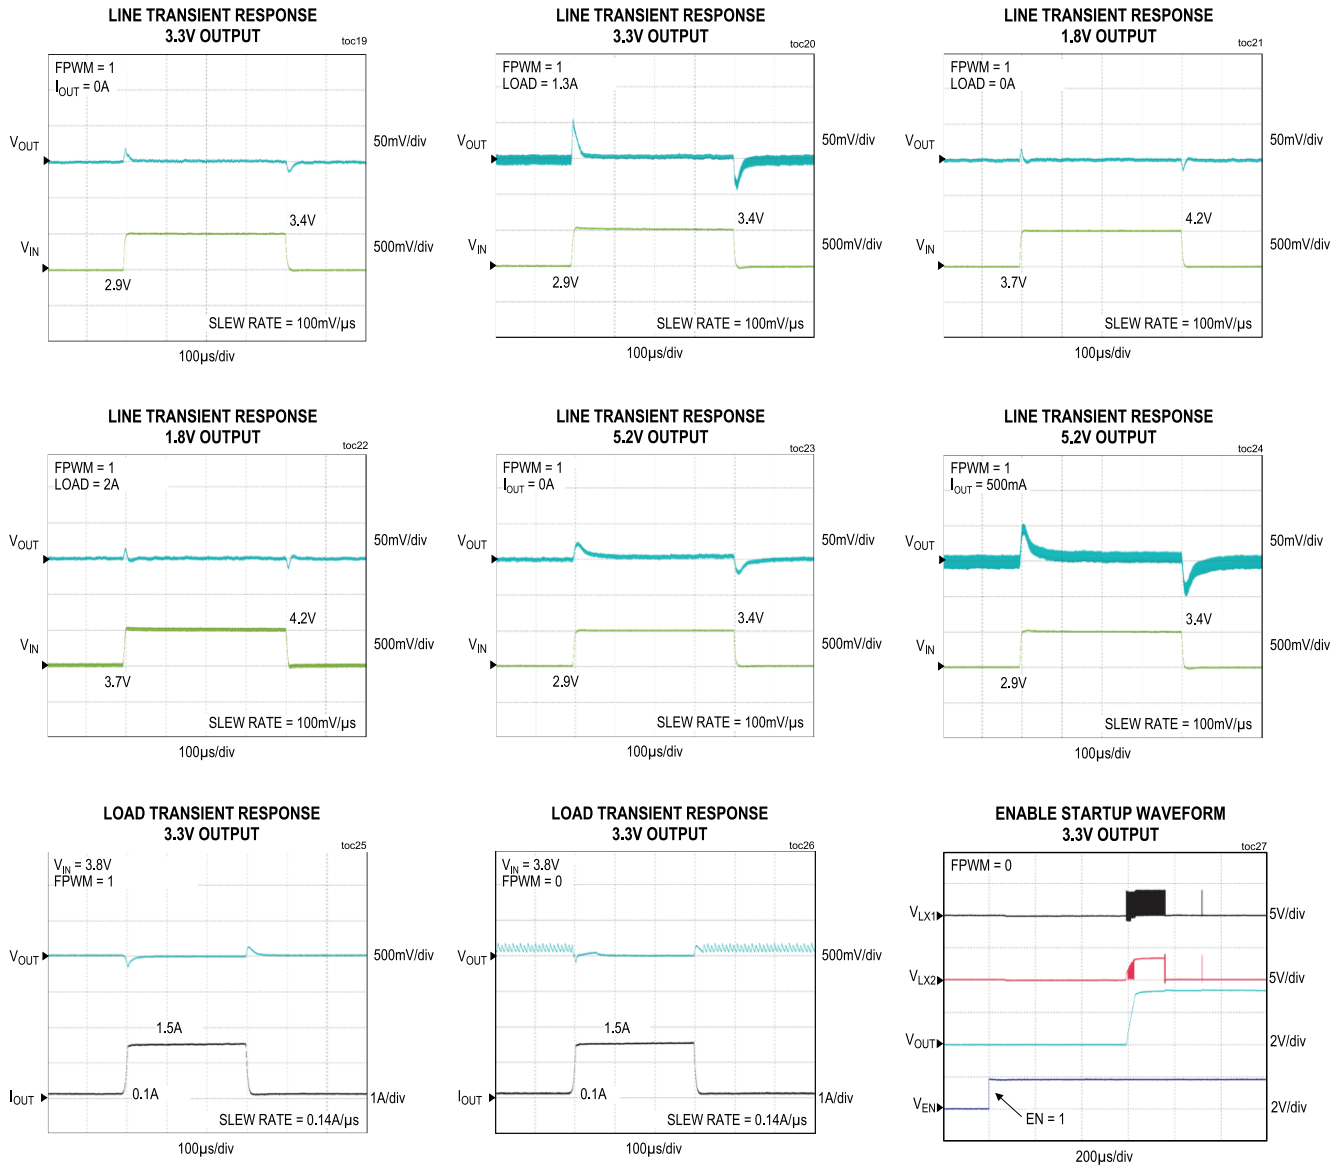 LINE TRANSIENT RESPONSE
3.3V OUTPUT
toc19
FPWM = 1
IOUT = 0A
VOUT
50mV/div
3.4V
VIN
500mV/div
2.9V
SLEW RATE = 100mV/µs
100µs/div
LINE TRANSIENT RESPONSE
3.3V OUTPUT
toc20
FPWM = 1
LOAD = 1.3A
VOUT
50mV/div
3.4V
VIN
500mV/div
2.9V
SLEW RATE = 100mV/µs
100µs/div
LINE TRANSIENT RESPONSE
1.8V OUTPUT
toc21
FPWM = 1
LOAD = 0A
VOUT
50mV/div
4.2V
VIN
500mV/div
3.7V
SLEW RATE = 100mV/µs
100µs/div
LINE TRANSIENT RESPONSE
1.8V OUTPUT
toc22
FPWM = 1
LOAD = 2A
VOUT
50mV/div
4.2V
VIN
500mV/div
3.7V
SLEW RATE = 100mV/µs
100µs/div
LINE TRANSIENT RESPONSE
5.2V OUTPUT
toc23
FPWM = 1
IOUT = 0A
VOUT
50mV/div
3.4V
VIN
500mV/div
2.9V
SLEW RATE = 100mV/µs
100µs/div
LINE TRANSIENT RESPONSE
5.2V OUTPUT
toc24
FPWM = 1
IOUT = 500mA
VOUT
50mV/div
3.4V
VIN
500mV/div
2.9V
SLEW RATE = 100mV/µs
100µs/div
LOAD TRANSIENT RESPONSE
3.3V OUTPUT
toc25
VIN = 3.8V
FPWM = 1
VOUT
500mV/div
1.5A
0.1A
IOUT
1A/div
SLEW RATE = 0.14A/µs
100µs/div
LOAD TRANSIENT RESPONSE
3.3V OUTPUT
toc26
VIN = 3.8V
FPWM = 0
VOUT
500mV/div
1.5A
0.1A
IOUT
1A/div
SLEW RATE = 0.14A/µs
100µs/div
ENABLE STARTUP WAVEFORM
3.3V OUTPUT
toc27
FPWM = 0
VLX1
5V/div
VLX2
5V/div
VOUT
2V/div
VEN
2V/div
EN = 1
200µs/div